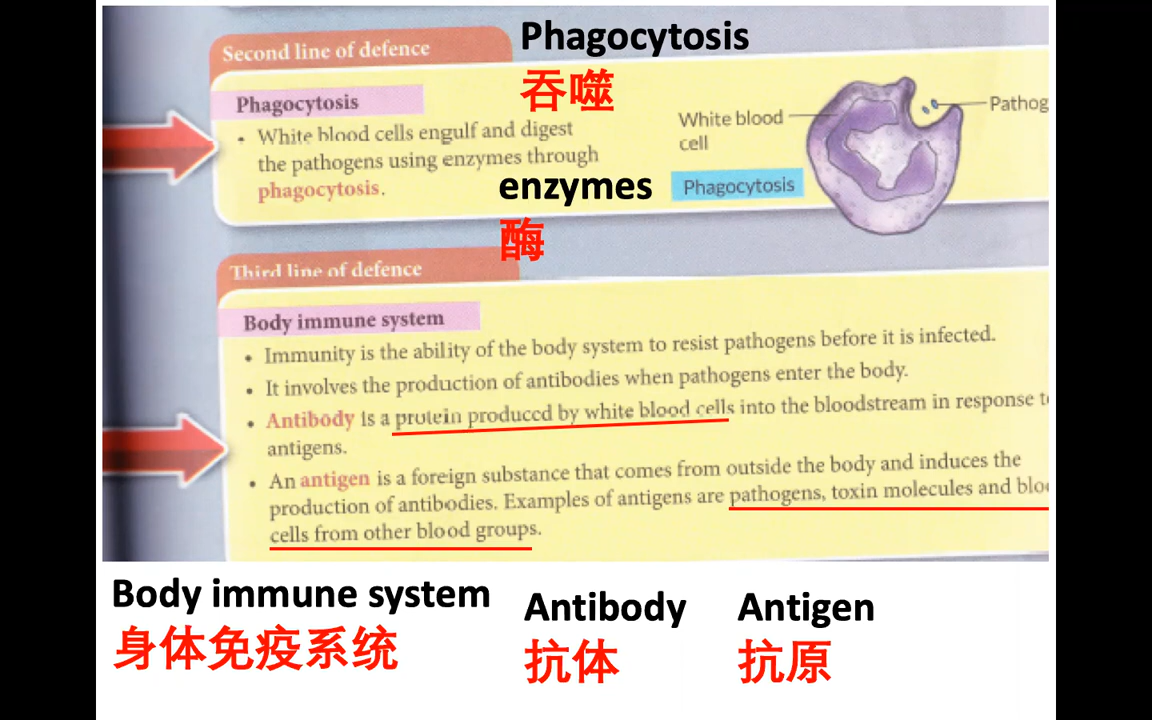 Second line of defence
Phagocytosis
吞噬
Phagocytosis
• White blood cells engulf and digest
the pathogens using enzymes through
phagocytosis.
enzymes
酶
White blood
cell
Pathog
Phagocytosis
Third line of defence
Body immune system
• Immunity is the ability of the body system to resist pathogens before it is infected.
• It involves the production of antibodies when pathogens enter the body.
• Antibody is a protein produced by white blood cells into the bloodstream in response t
antigens.
• An antigen is a foreign substance that comes from outside the body and induces the
production of antibodies. Examples of antigens are pathogens, toxin molecules and bloo
cells from other blood groups.
Body immune system
身体免疫系统
Antibody
抗体
Antigen
抗原